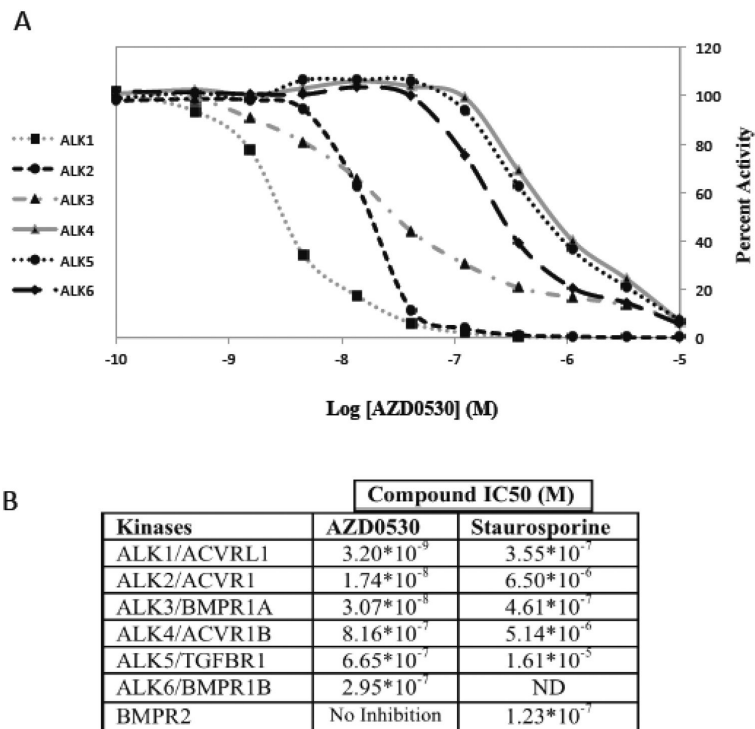 A
ALK1
ALK2
ALK3
ALK4
ALK5
ALK6
120
100
80
60
40
20
0
Percent Activity
-10 -9 -8 -7 -6 -5
Log [AZD0530] (M)
B
Compound IC50 (M)
Kinases AZD0530 Staurosporine
ALK1/ACVRL1 3.20*10⁻⁹ 3.55*10⁻⁷
ALK2/ACVR1 1.74*10⁻⁸ 6.50*10⁻⁶
ALK3/BMPR1A 3.07*10⁻⁸ 4.61*10⁻⁷
ALK4/ACVR1B 8.16*10⁻⁷ 5.14*10⁻⁶
ALK5/TGFBR1 6.65*10⁻⁷ 1.61*10⁻⁵
ALK6/BMPR1B 2.95*10⁻⁷ ND
BMPR2 No Inhibition 1.23*10⁻⁷